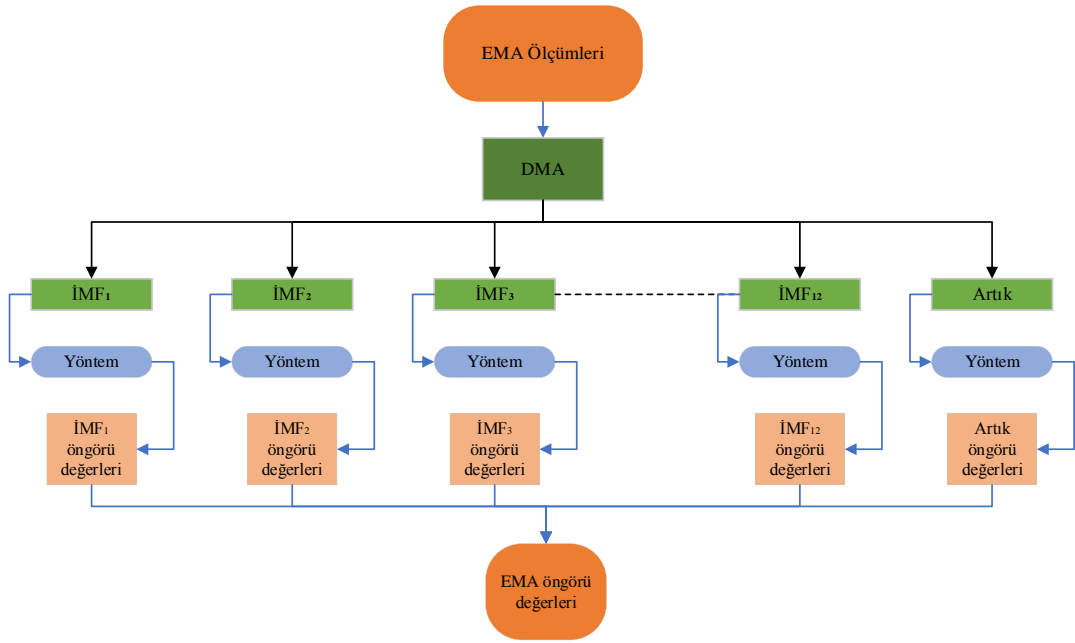 EMA Ölçümleri
DMA
İMF₁
İMF₂
İMF₃
İMF₁₂
Artık
Yöntem
Yöntem
Yöntem
Yöntem
Yöntem
İMF₁
öngörü
değerleri
İMF₂
öngörü
değerleri
İMF₃
öngörü
değerleri
İMF₁₂
öngörü
değerleri
Artık
öngörü
değerleri
EMA öngörü
değerleri